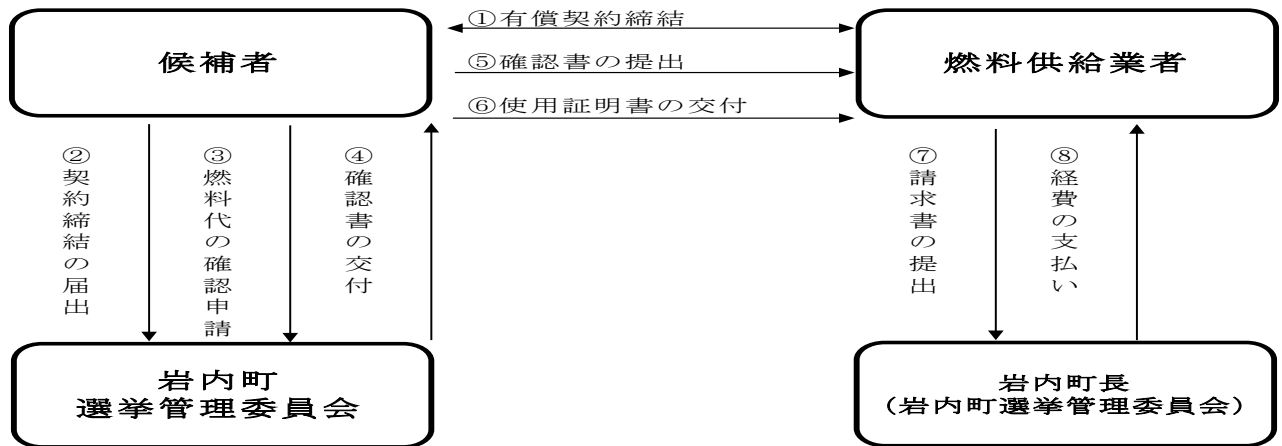 候補者
①有償契約締結
⑤確認書の提出
⑥使用証明書の交付
燃料供給業者
②契約締結の届出
③燃料代の確認申請
④確認書の交付
⑦請求書の提出
⑧経費の支払い
岩内町
選挙管理委員会
岩内町長
（岩内町選挙管理委員会）